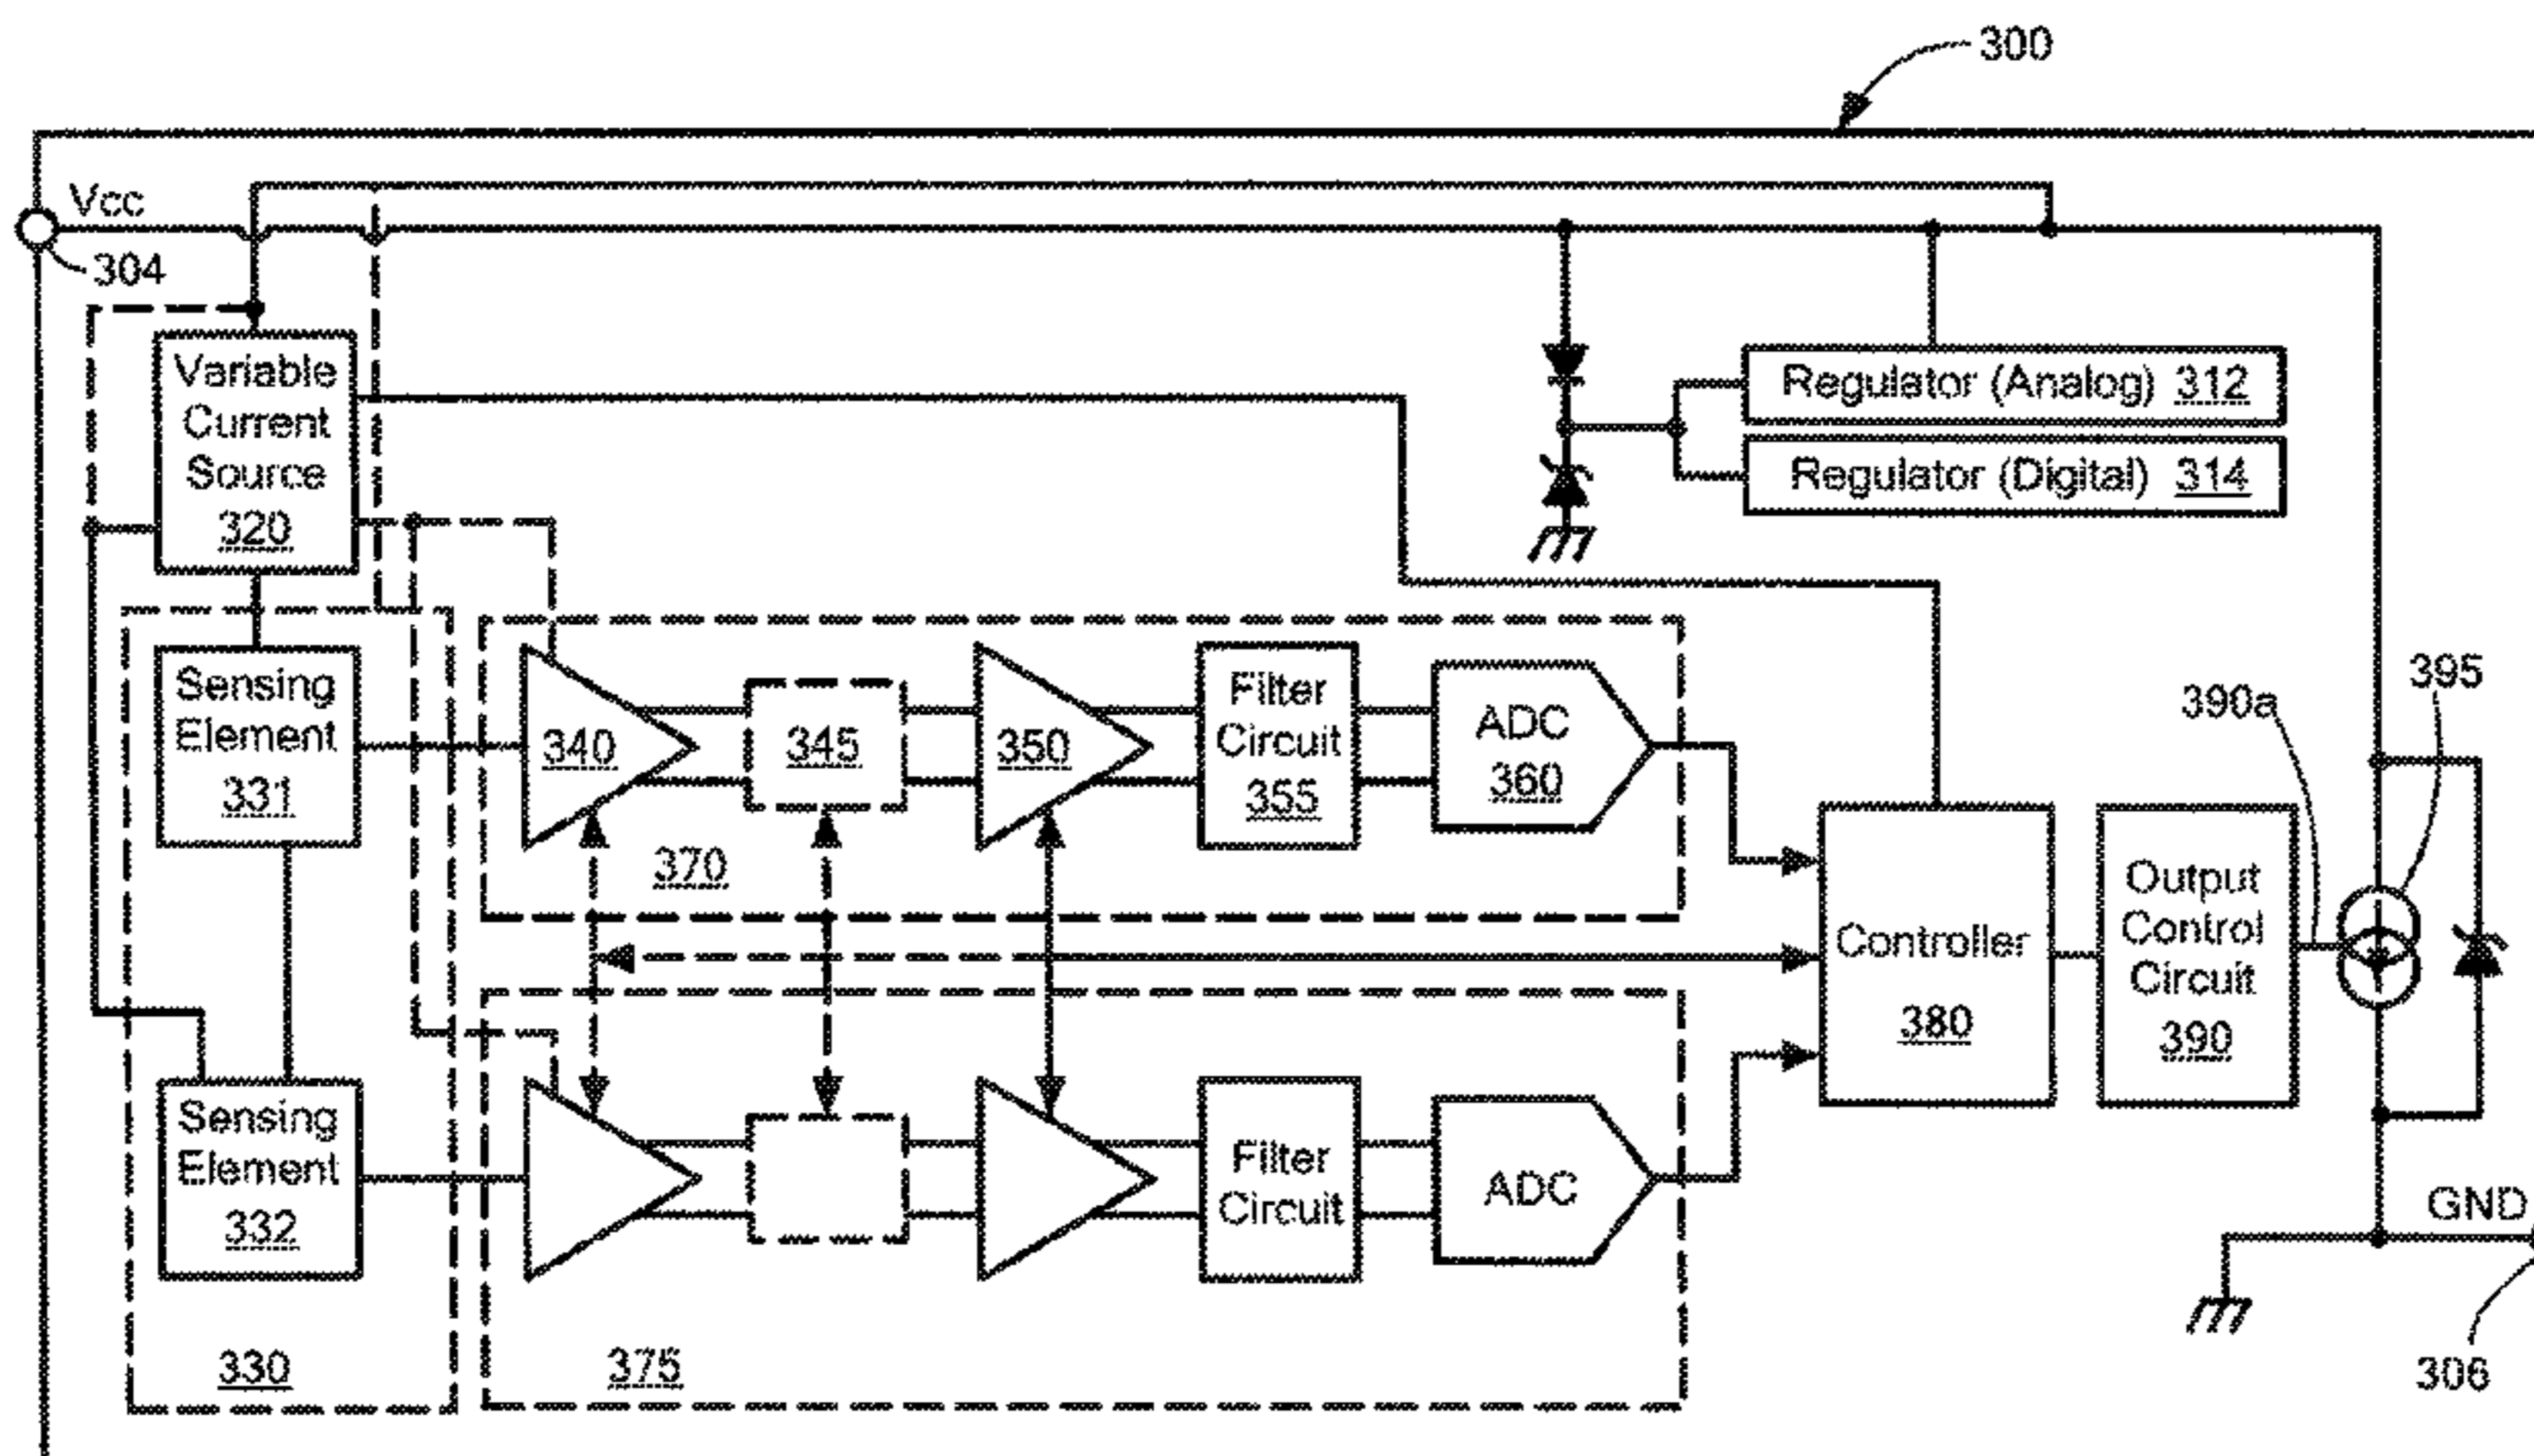 300
Vcc
304
Variable
Current
Source
320
Regulator (Analog) 312
Regulator (Digital) 314
Sensing
Element
331
340
345
350
Filter
Circuit
355
ADC
360
370
395
390a
Controller
380
Output
Control
Circuit
390
Sensing
Element
332
Filter
Circuit
ADC
GND
306
330
375